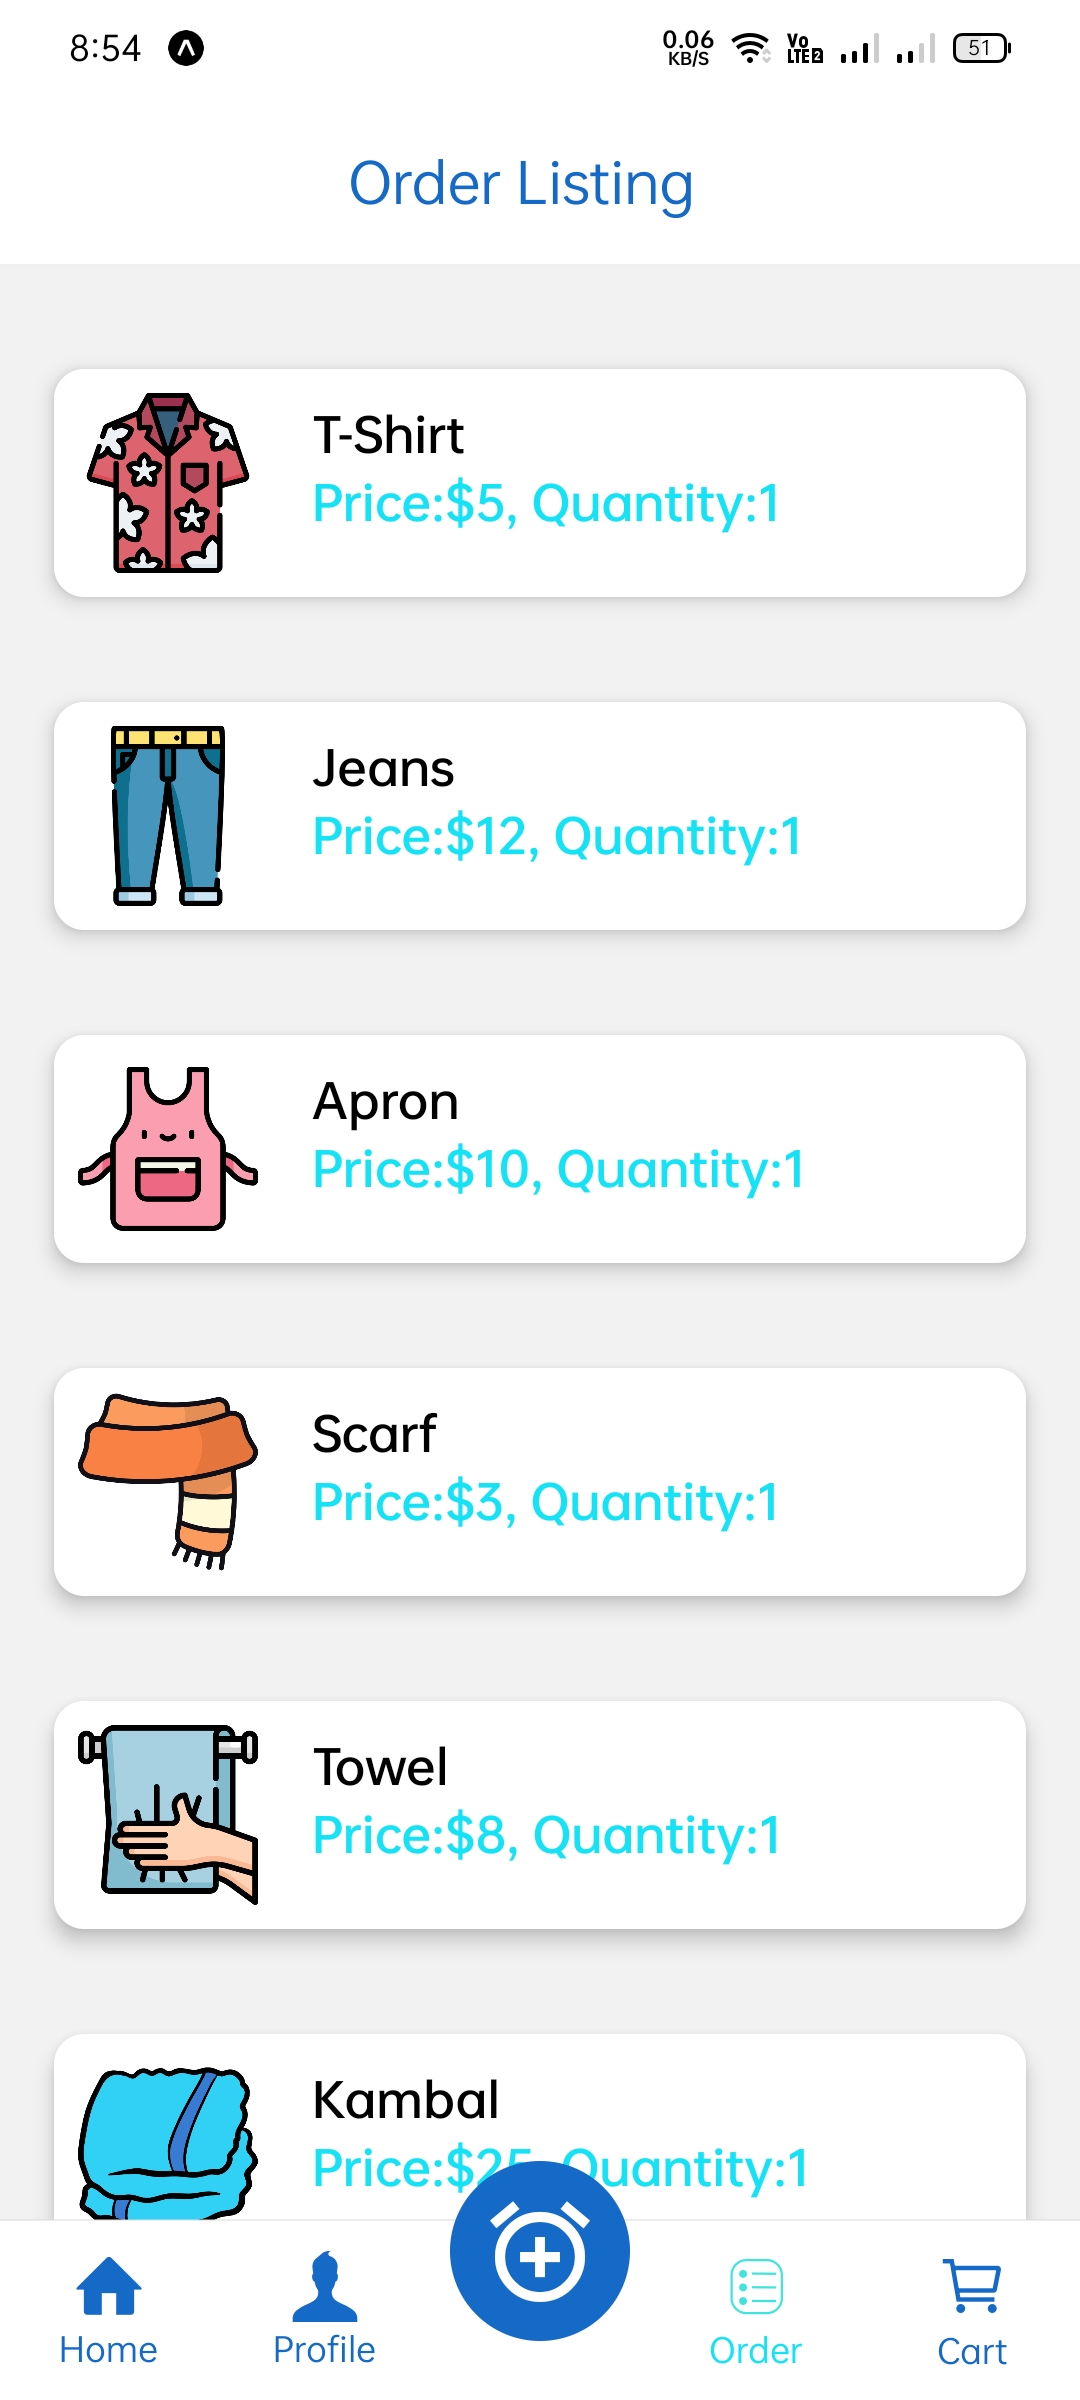 8:54
0.06
KB/S
Vo
LTE 2
51
Order Listing
T-Shirt
Price:$5, Quantity:1
Jeans
Price:$12, Quantity:1
Apron
Price:$10, Quantity:1
Scarf
Price:$3, Quantity:1
Towel
Price:$8, Quantity:1
Kambal
Price:$25, Quantity:1
Home
Profile
Order
Cart